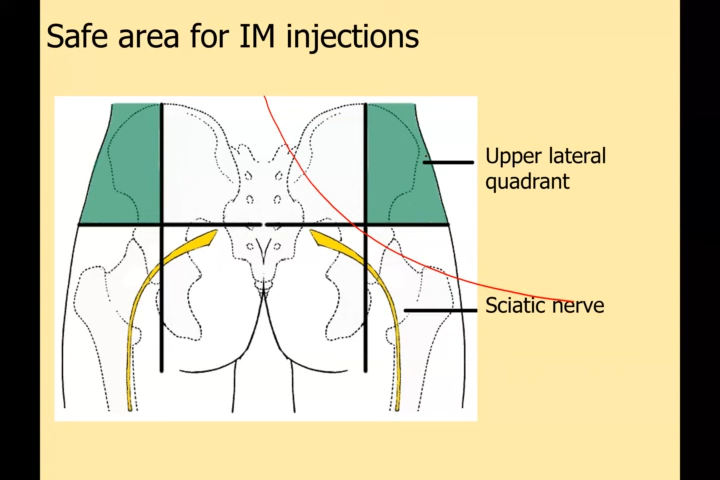 Safe area for IM injections
Upper lateral
quadrant
Sciatic nerve